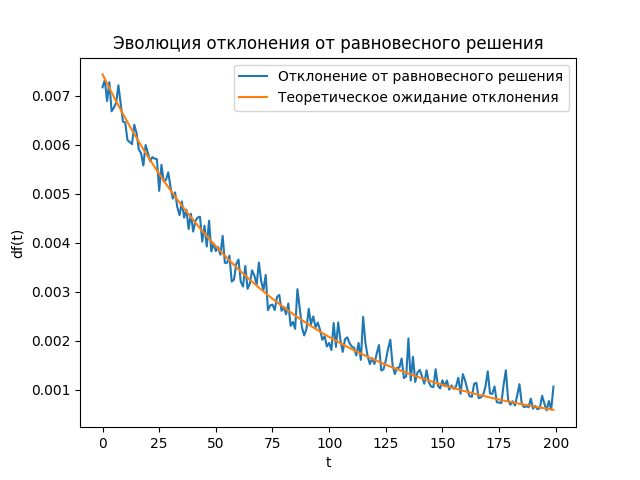 Эволюция отклонения от равновесного решения
Отклонение от равновесного решения
Теоретическое ожидание отклонения
df(t)
0.007
0.006
0.005
0.004
0.003
0.002
0.001
0 25 50 75 100 125 150 175 200
t